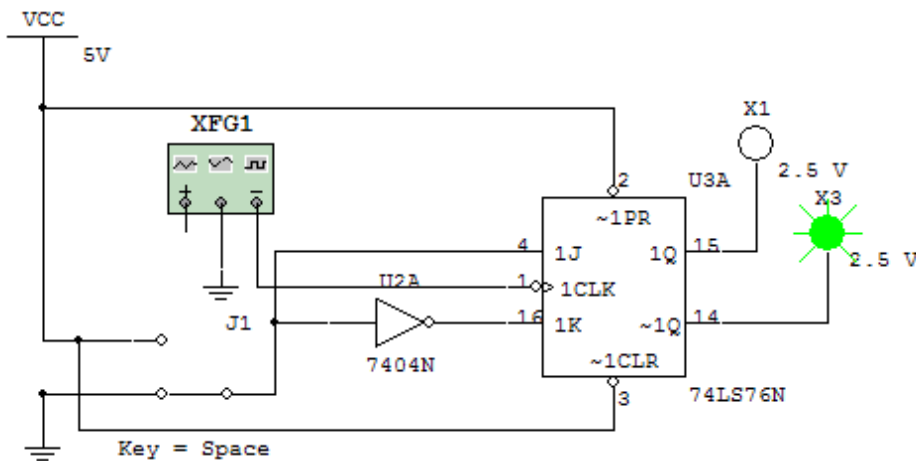 VCC
5V
XFG1
+
−
X1
2.5 V
X3
2.5 V
2
U3A
~1PR
4
1J
1Q
15
U2A
1
1CLK
J1
16
1K
~1Q
14
7404N
~1CLR
3
74LS76N
Key = Space